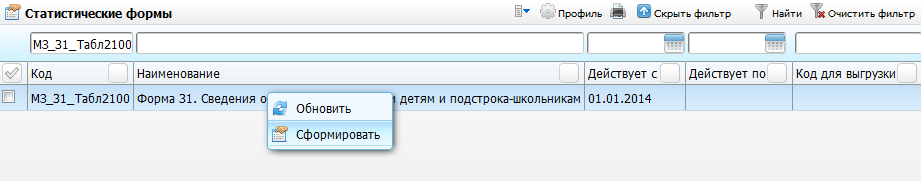 Статистические формы Профиль Скрыть фильтр Найти Очистить фильтр
МЗ_31_Табл2100
Код Наименование Действует с Действует по Код для выгрузки
МЗ_31_Табл2100 Форма 31. Сведения о детям и подстрока-школьникам 01.01.2014
Обновить
Сформировать